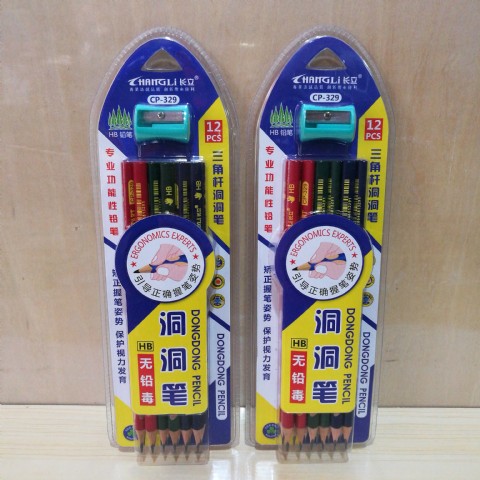 CHANGLi 长立
CP-329
HB 铅笔
12
PCS
专业功能性铅笔
三角杆洞洞笔
ERGONOMICS EXPERTS
引导正确握笔姿势
矫正握笔姿势 保护视力发育
洞洞笔
DONGDONG PENCIL
DONGDONG PENCIL
HB
无铅毒
CHANGLi 长立
CP-329
HB 铅笔
12
PCS
专业功能性铅笔
三角杆洞洞笔
ERGONOMICS EXPERTS
引导正确握笔姿势
矫正握笔姿势 保护视力发育
洞洞笔
DONGDONG PENCIL
DONGDONG PENCIL
HB
无铅毒